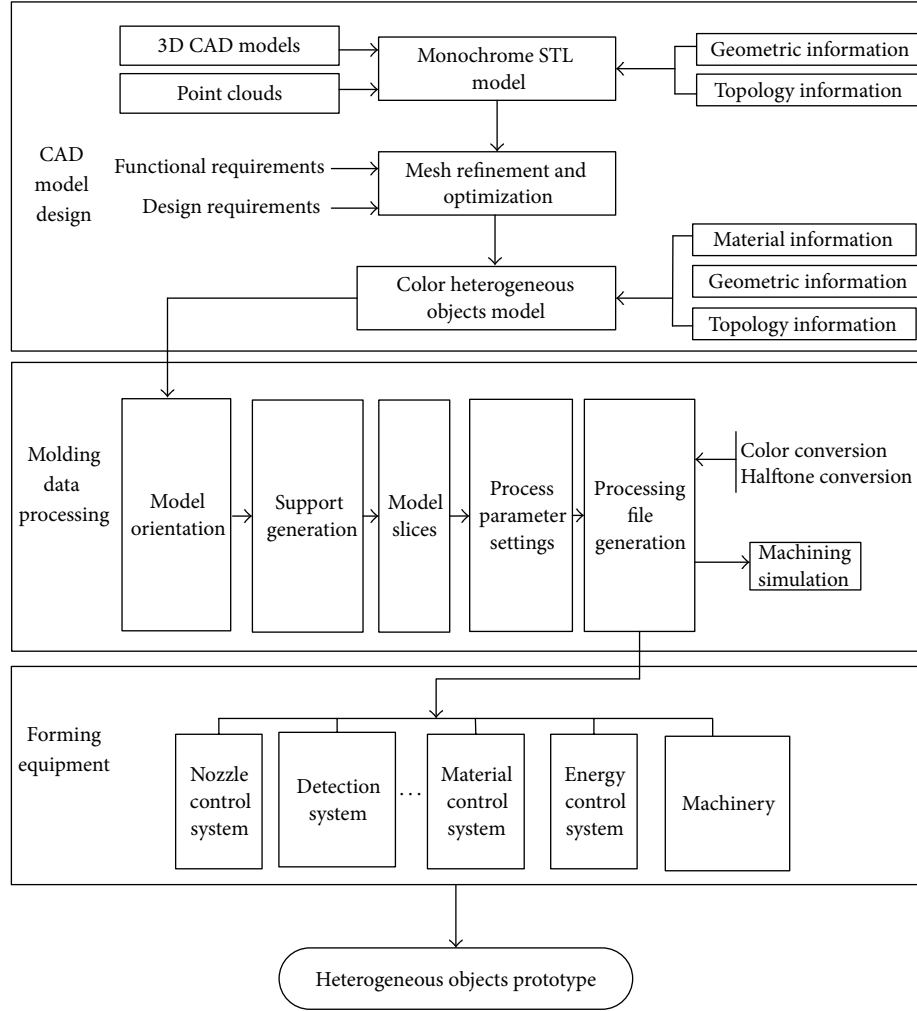 3D CAD models
Point clouds
Monochrome STL
model
Geometric information
Topology information
CAD
model
design
Functional requirements
Design requirements
Mesh refinement and
optimization
Color heterogeneous
objects model
Material information
Geometric information
Topology information
Molding
data
processing
Model
orientation
Support
generation
Model
slices
Process
parameter
settings
Processing
file
generation
Color conversion
Halftone conversion
Machining
simulation
Forming
equipment
Nozzle
control
system
Detection
system
...
Material
control
system
Energy
control
system
Machinery
Heterogeneous objects prototype